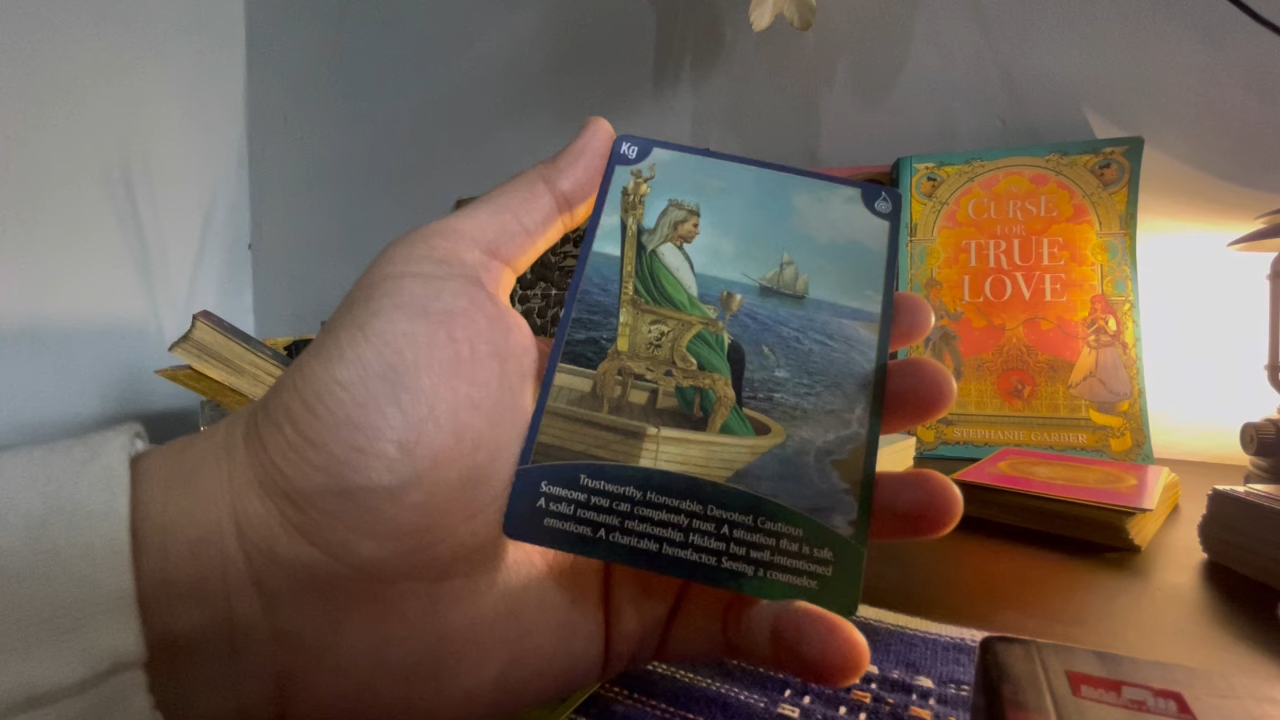 Kg
Trustworthy, Honorable, Devoted, Cautious
Someone you can completely trust. A situation that is safe.
A solid romantic relationship. Hidden but well-intentioned
emotions. A charitable benefactor. Seeing a counselor.
A
CURSE
FOR
TRUE
LOVE
STEPHANIE GARBER